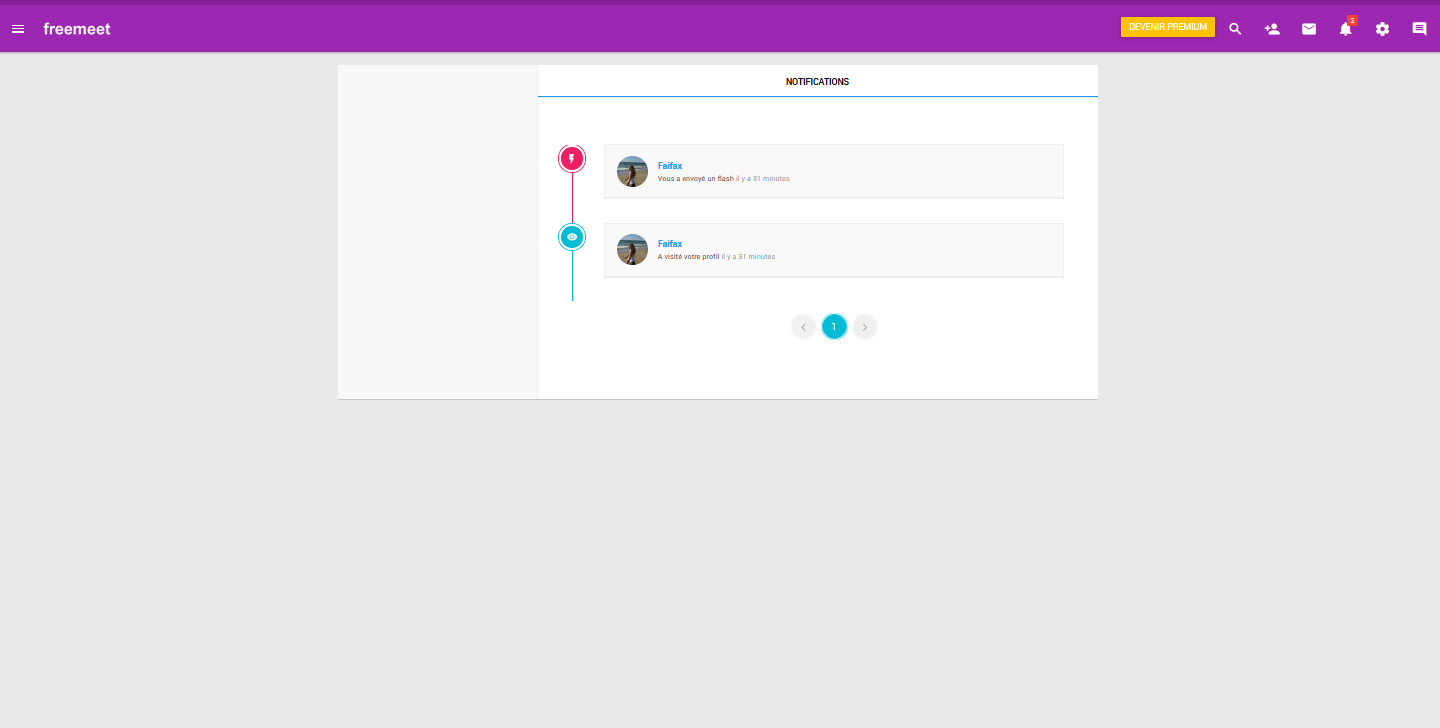 freemeet
DEVENIR PREMIUM
2
NOTIFICATIONS
Faifax
Vous a envoyé un flash il y a 31 minutes
Faifax
A visité votre profil il y a 31 minutes
1